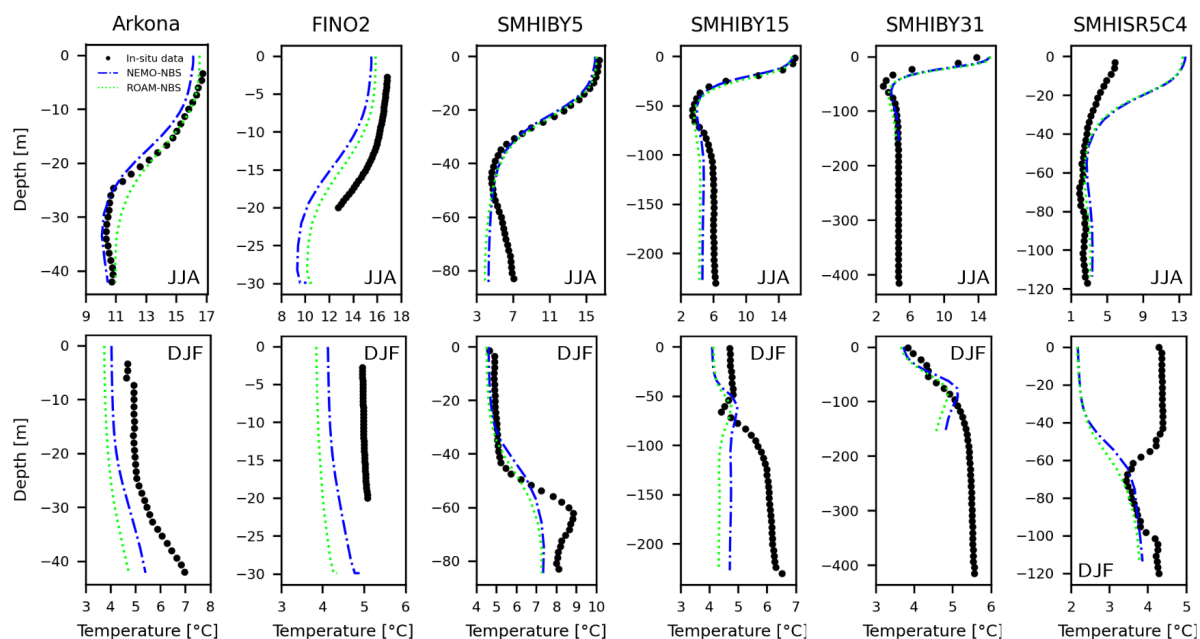 Arkona
FINO2
SMHIBY5
SMHIBY15
SMHIBY31
SMHISR5C4
Depth [m]
0
−10
−20
−30
−40
In-situ data
NEMO-NBS
ROAM-NBS
JJA
9 10 11 12 13 14 15 16 17
0
−5
−10
−15
−20
−25
−30
JJA
8 10 12 14 16 18
0
−20
−40
−60
−80
JJA
3 7 11 15
0
−50
−100
−150
−200
JJA
2 6 10 14
0
−100
−200
−300
−400
JJA
2 6 10 14
0
−20
−40
−60
−80
−100
−120
JJA
1 3 5 7 9 11 13
Depth [m]
0
−10
−20
−30
−40
DJF
3 4 5 6 7 8
Temperature [°C]
0
−5
−10
−15
−20
−25
−30
DJF
3 4 5 6
Temperature [°C]
0
−20
−40
−60
−80
DJF
4 5 6 7 8 9 10
Temperature [°C]
0
−50
−100
−150
−200
DJF
3 4 5 6 7
Temperature [°C]
0
−100
−200
−300
−400
DJF
3 4 5 6
Temperature [°C]
0
−20
−40
−60
−80
−100
−120
DJF
2 3 4 5
Temperature [°C]